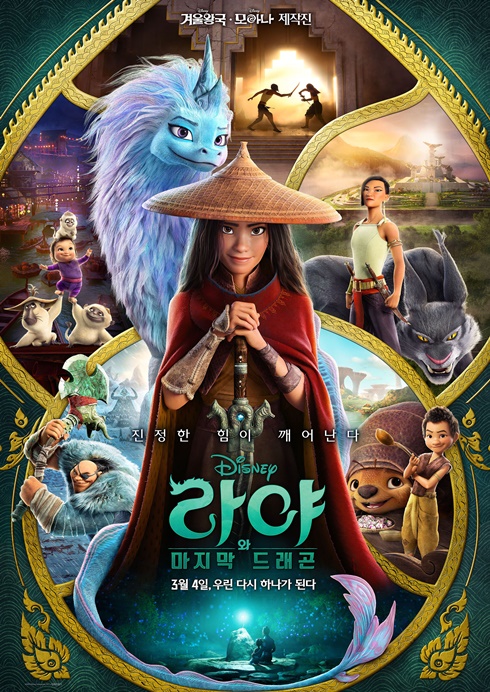 겨울왕국 · 모아나 제작진
진정한 힘이 깨어난다
Disney
라야
와
마지막 드래곤
3월 4일, 우린 다시 하나가 된다